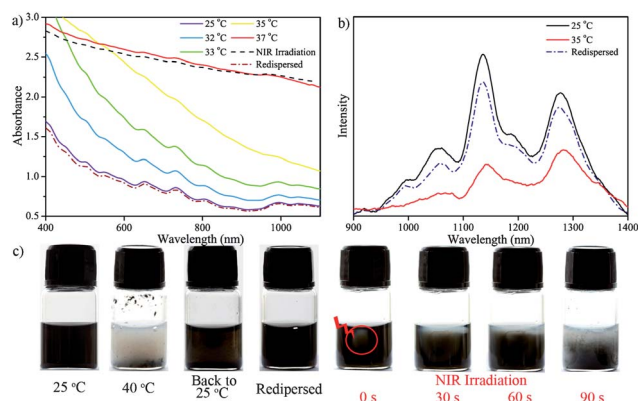 a)
25 °C
35 °C
32 °C
37 °C
33 °C
NIR Irradiation
Redispersed
Absorbance
3.0
2.5
2.0
1.5
1.0
0.5
400
600
800
1000
Wavelength (nm)
b)
25 °C
35 °C
Redispersed
Intensity
900
1000
1100
1200
1300
1400
Wavelength (nm)
c)
25 °C
40 °C
Back to
25 °C
Redipersed
NIR Irradiation
0 s
30 s
60 s
90 s